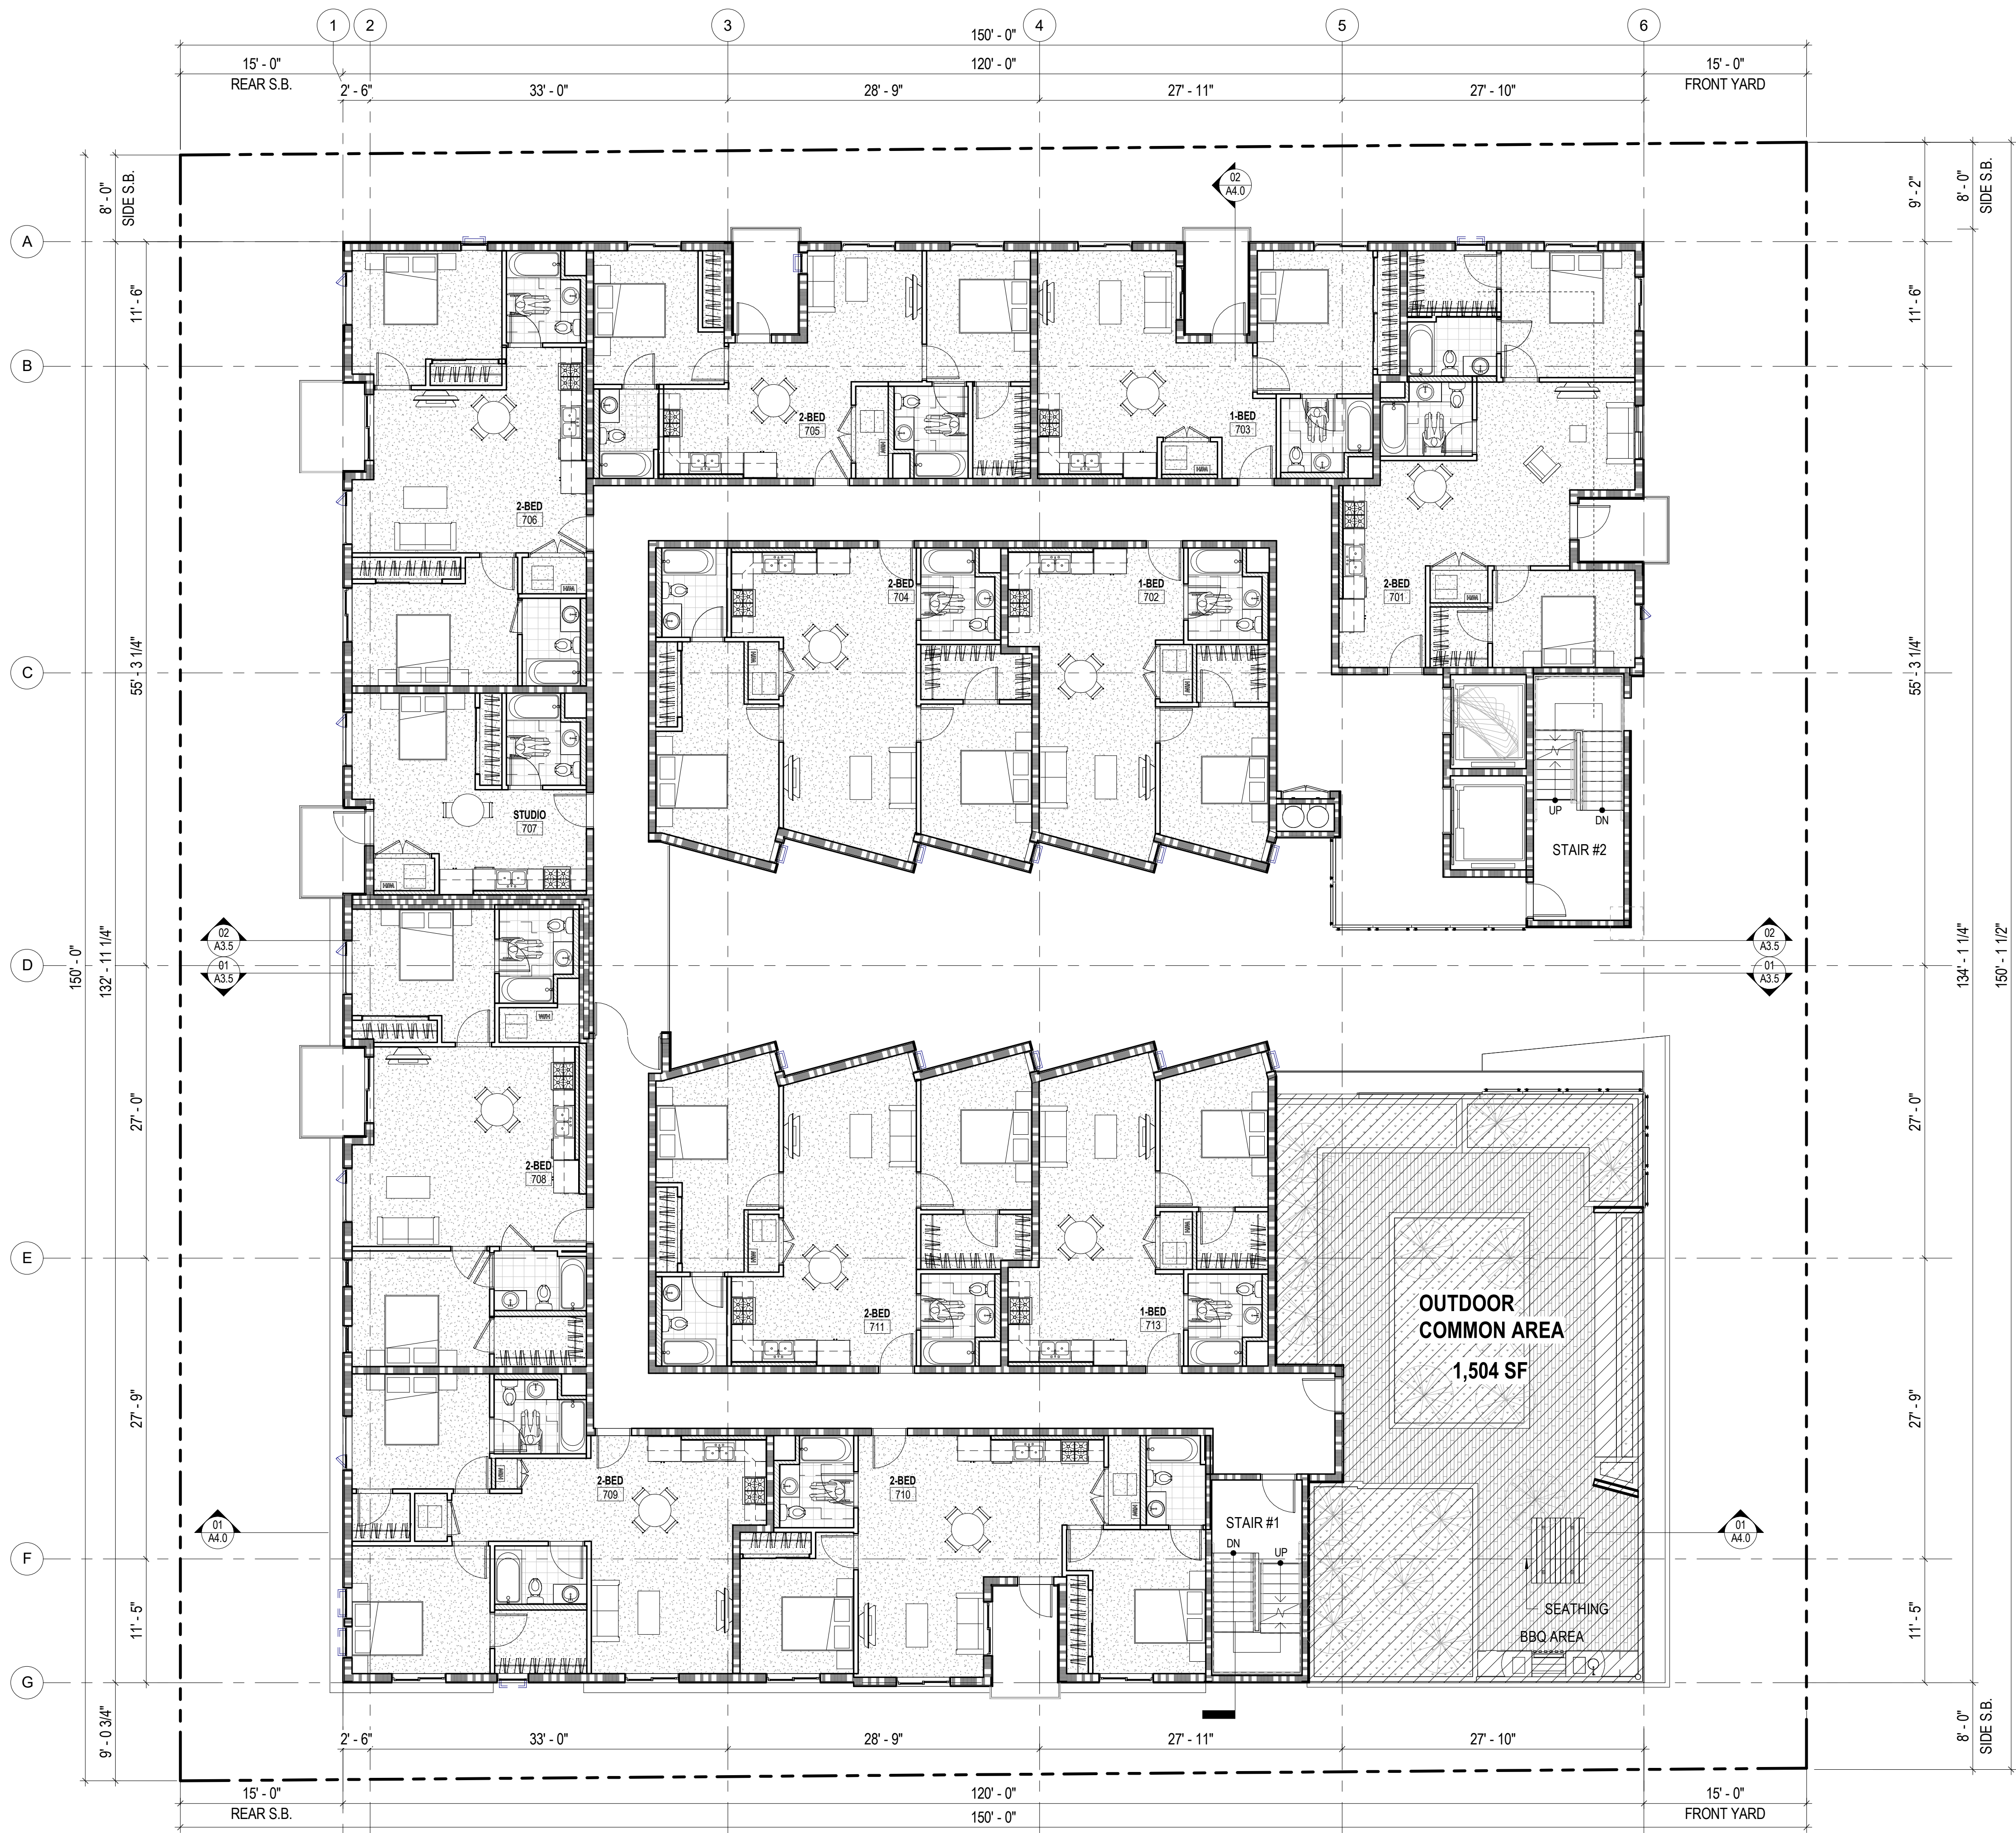 1 2 3 4 5 6
150' - 0"
15' - 0" 120' - 0" 15' - 0"
REAR S.B. FRONT YARD
2' - 6" 33' - 0" 28' - 9" 27' - 11" 27' - 10"
8' - 0"
SIDE S.B.
9' - 2"
8' - 0"
SIDE S.B.
02
A4.0
A
11' - 6"
11' - 6"
B
2-BED
705
1-BED
703
2-BED
706
2-BED
704
1-BED
702
2-BED
701
C
55' - 3 1/4"
55' - 3 1/4"
STUDIO
707
UP
DN
STAIR #2
02
A3.5
01
A3.5
02
A3.5
01
A3.5
D
150' - 0"
132' - 11 1/4"
134' - 1 1/4"
150' - 1 1/2"
27' - 0"
27' - 0"
2-BED
708
E
2-BED
711
1-BED
713
OUTDOOR
COMMON AREA
1,504 SF
27' - 9"
27' - 9"
2-BED
709
2-BED
710
01
A4.0
STAIR #1
DN
UP
01
A4.0
F
11' - 5"
11' - 5"
SEATHING
BBQ AREA
G
9' - 0 3/4"
8' - 0"
SIDE S.B.
2' - 6" 33' - 0" 28' - 9" 27' - 11" 27' - 10"
15' - 0" 120' - 0" 15' - 0"
REAR S.B. FRONT YARD
150' - 0"